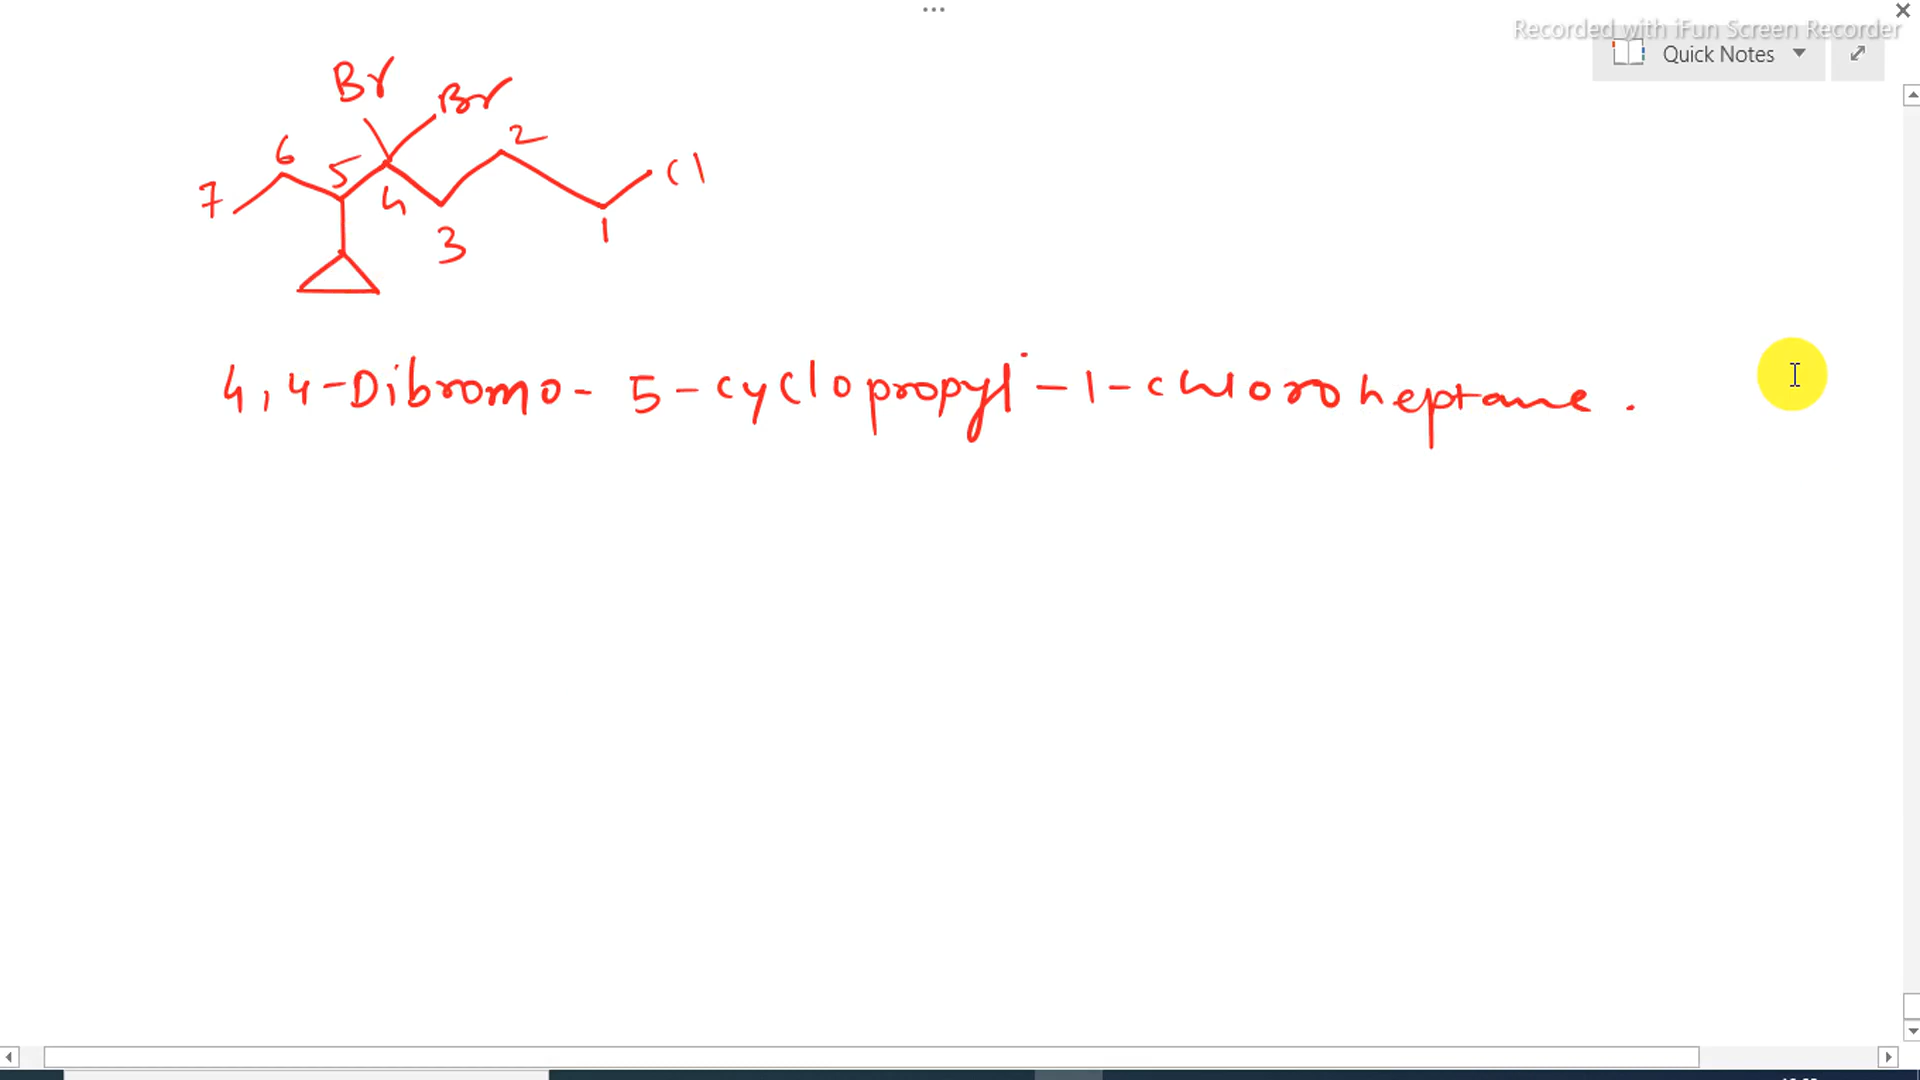 Recorded with iFun Screen Recorder
Quick Notes
Br
Br
6
2
5
Cl
7
4
1
3
4,4-Dibromo-5-cyclopropyl-1-chloroheptane.